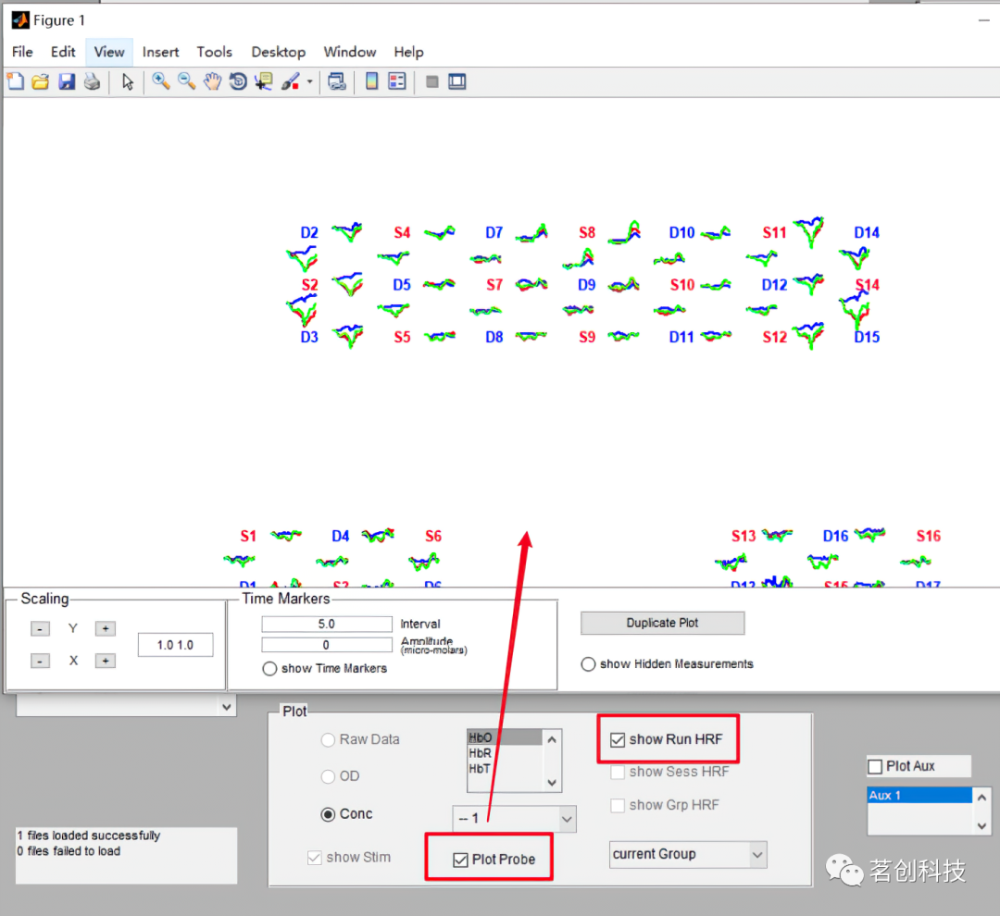 Figure 1
File Edit View Insert Tools Desktop Window Help
D2 S4 D7 S8 D10 S11 D14
S2 D5 S7 D9 S10 D12 S14
D3 S5 D8 S9 D11 S12 D15
S1 D4 S6 S13 D16 S16
D1 S3 D6 D13 S15 D17
Scaling
- Y +
1.0 1.0
- X +
Time Markers
5.0 Interval
0 Amplitude
(micro-molars)
show Time Markers
Duplicate Plot
show Hidden Measurements
Plot
Raw Data
OD
Conc
show Stim
HbO
HbR
HbT
-- 1
Plot Probe
show Run HRF
show Sess HRF
show Grp HRF
current Group
Plot Aux
Aux 1
1 files loaded successfully
0 files failed to load
茗创科技